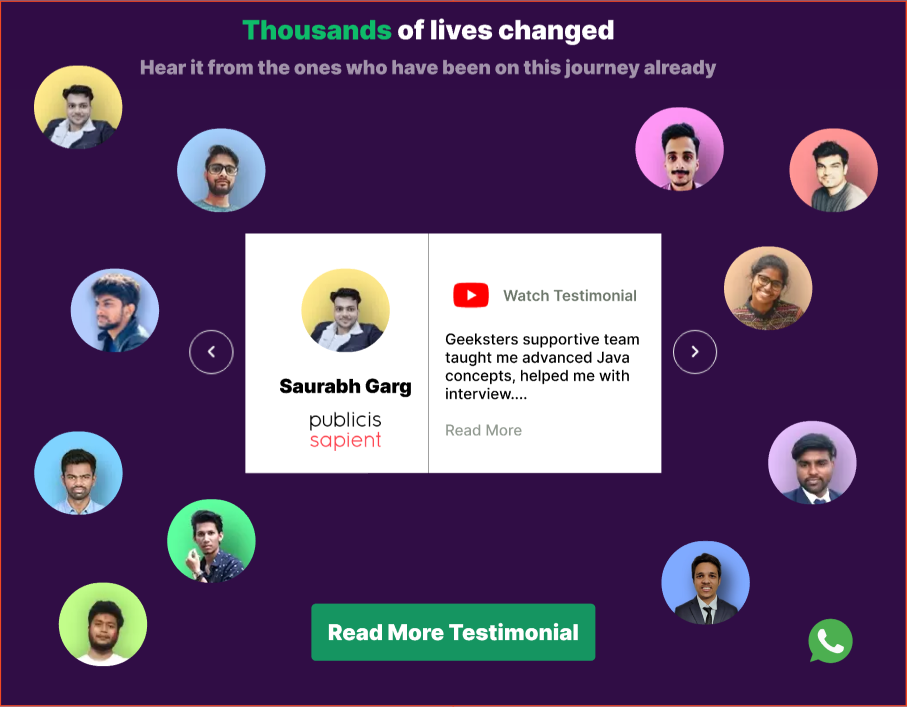 Thousands of lives changed
Hear it from the ones who have been on this journey already
Watch Testimonial
Geeksters supportive team
taught me advanced Java
concepts, helped me with
interview....
Read More
Saurabh Garg
publicis
sapient
Read More Testimonial